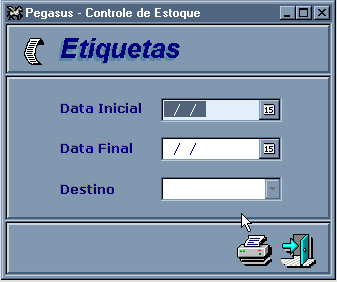 Pegasus - Controle de Estoque
Etiquetas
Data Inicial / / 15
Data Final / / 15
Destino